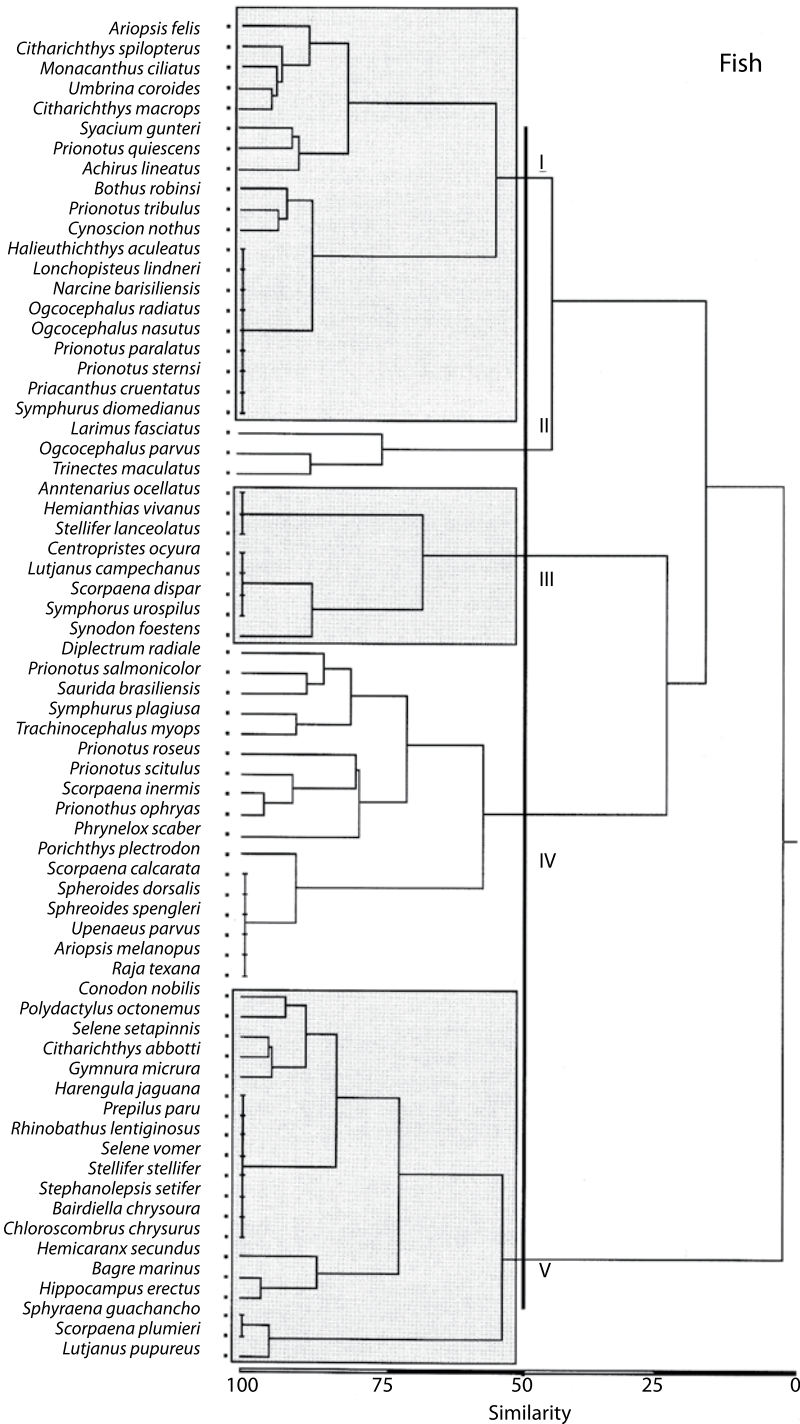 Fish
Ariopsis felis
Citharichthys spilopterus
Monacanthus ciliatus
Umbrina coroides
Citharichthys macrops
Syacium gunteri
Prionotus quiescens
I
Achirus lineatus
Bothus robinsi
Prionotus tribulus
Cynoscion nothus
Halieuthichthys aculeatus
Lonchopisteus lindneri
Narcine barisiliensis
Ogcocephalus radiatus
Ogcocephalus nasutus
Prionotus paralatus
Prionotus sternsi
Priacanthus cruentatus
Symphurus diomedianus
II
Larimus fasciatus
Ogcocephalus parvus
Trinectes maculatus
Anntenarius ocellatus
Hemianthias vivanus
Stellifer lanceolatus
Centropristes ocyura
Lutjanus campechanus
III
Scorpaena dispar
Symphorus urospilus
Synodon foestens
Diplectrum radiale
Prionotus salmonicolor
Saurida brasiliensis
Symphurus plagiusa
Trachinocephalus myops
Prionotus roseus
Prionotus scitulus
Scorpaena inermis
Prionothus ophryas
Phrynelox scaber
Porichthys plectrodon
IV
Scorpaena calcarata
Spheroides dorsalis
Sphreoides spengleri
Upenaeus parvus
Ariopsis melanopus
Raja texana
Conodon nobilis
Polydactylus octonemus
Selene setapinnis
Citharichthys abbotti
Gymnura micrura
Harengula jaguana
Prepilus paru
Rhinobathus lentiginosus
Selene vomer
Stellifer stellifer
Stephanolepsis setifer
Bairdiella chrysoura
Chloroscombrus chrysurus
Hemicaranx secundus
Bagre marinus
V
Hippocampus erectus
Sphyraena guachancho
Scorpaena plumieri
Lutjanus pupureus
100 75 50 25 0
Similarity